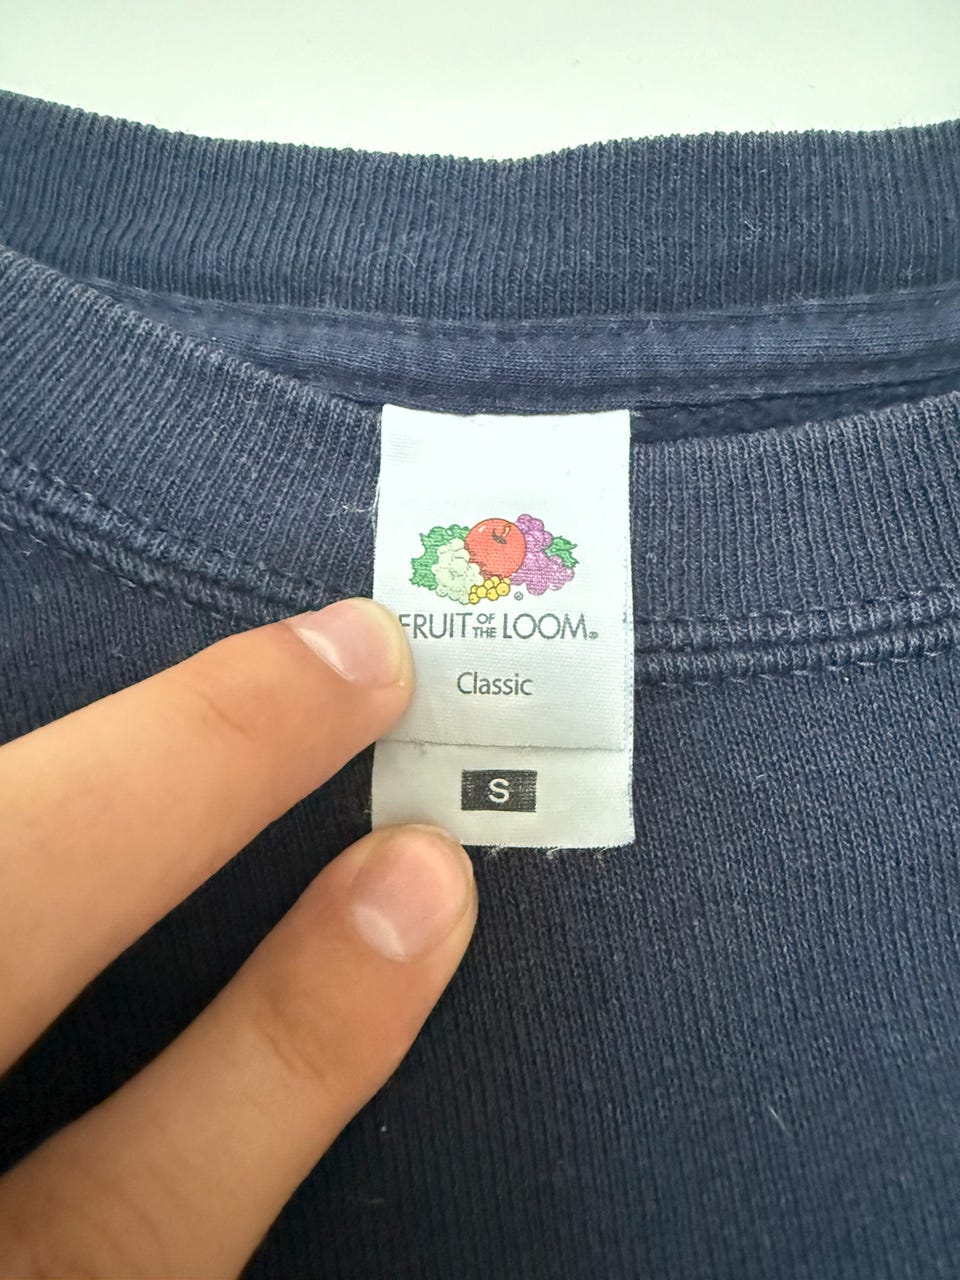 FRUIT OF THE LOOM®
Classic
S